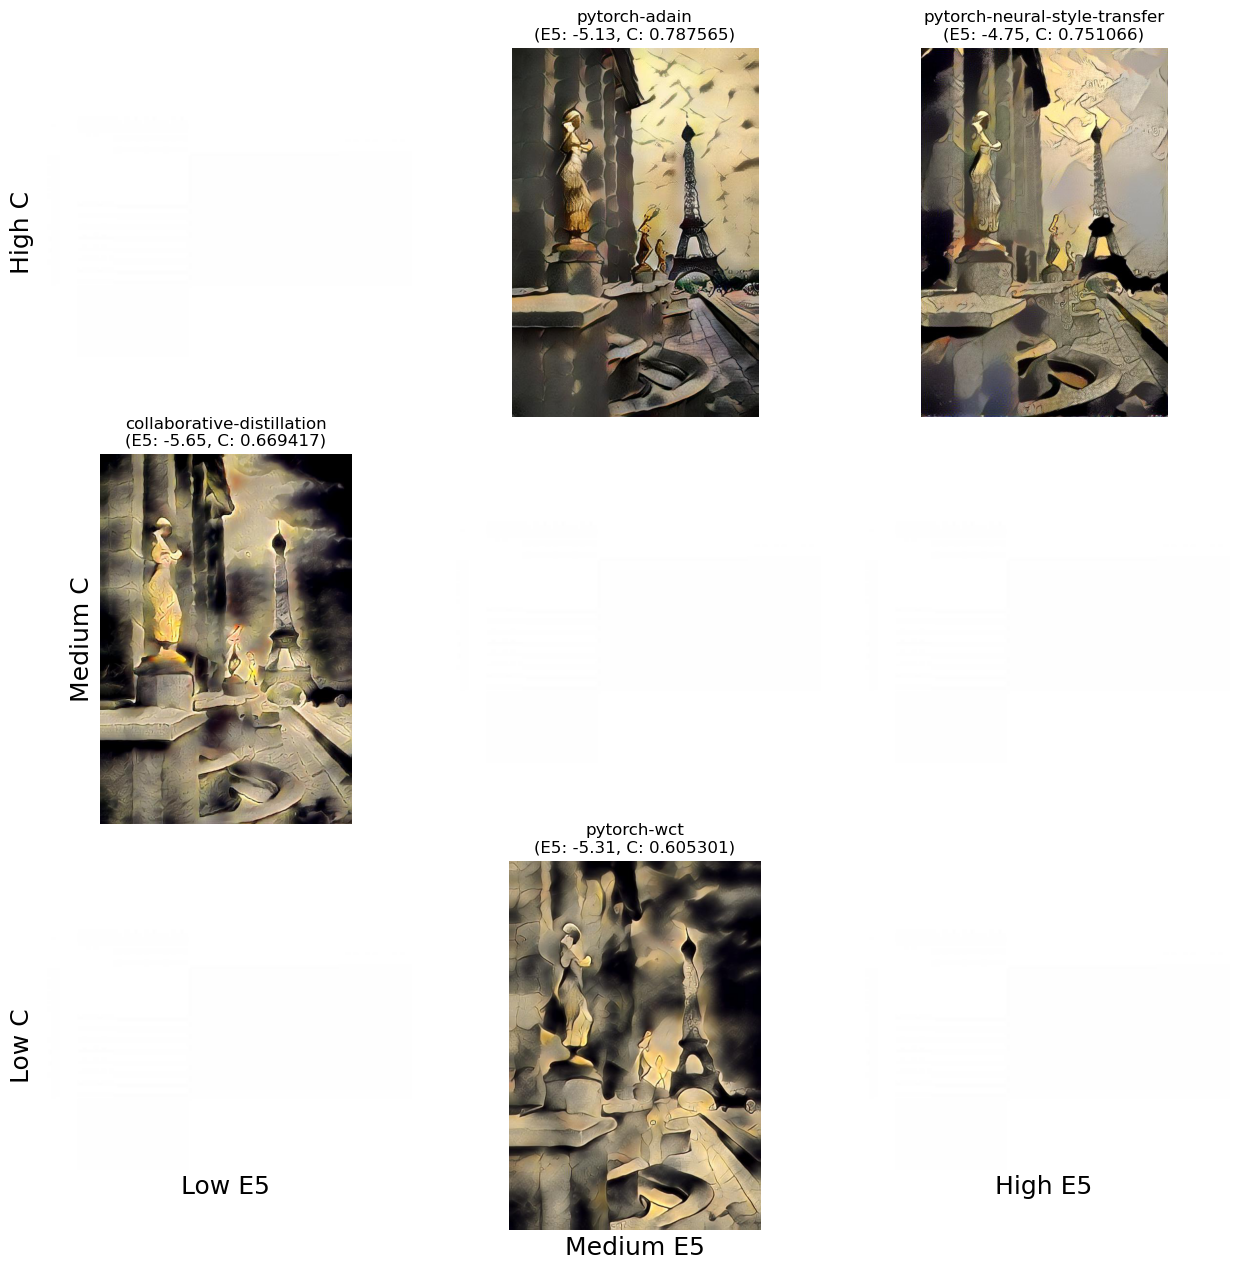 pytorch-adain
(E5: -5.13, C: 0.787565)
pytorch-neural-style-transfer
(E5: -4.75, C: 0.751066)
High C
collaborative-distillation
(E5: -5.65, C: 0.669417)
Medium C
pytorch-wct
(E5: -5.31, C: 0.605301)
Low C
Low E5
Medium E5
High E5